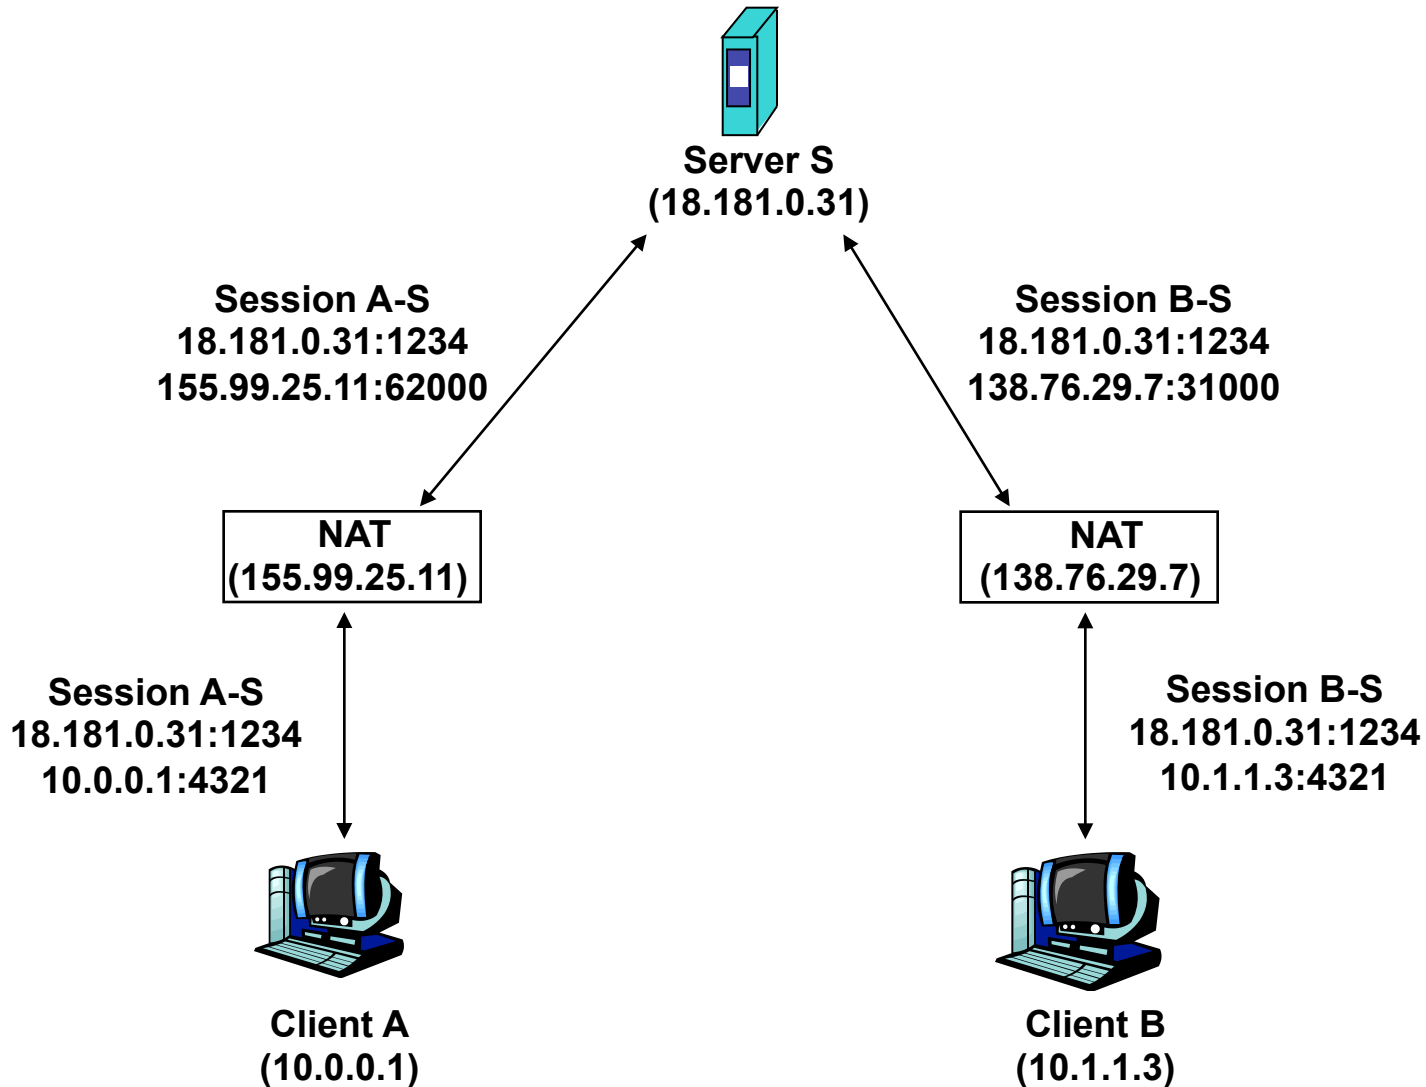 Server S
(18.181.0.31)
Session A-S
18.181.0.31:1234
155.99.25.11:62000
Session B-S
18.181.0.31:1234
138.76.29.7:31000
NAT
(155.99.25.11)
NAT
(138.76.29.7)
Session A-S
18.181.0.31:1234
10.0.0.1:4321
Session B-S
18.181.0.31:1234
10.1.1.3:4321
Client A
(10.0.0.1)
Client B
(10.1.1.3)